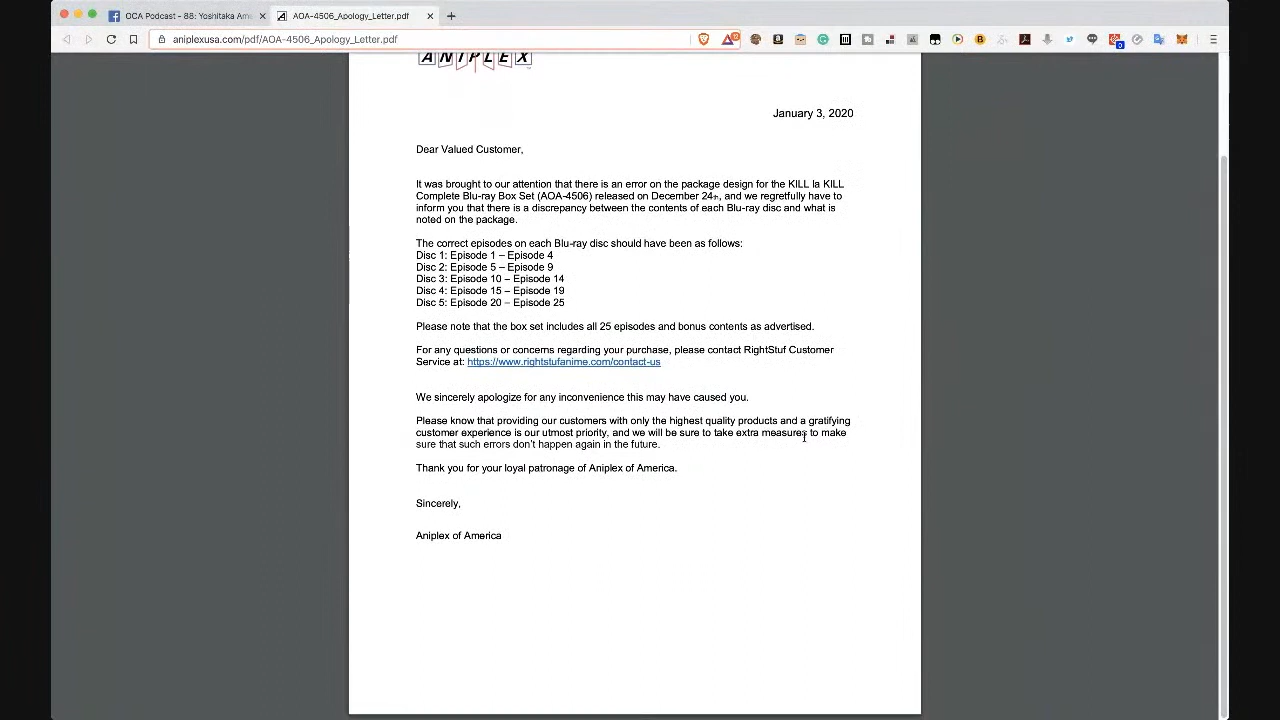 OCA Podcast - 88: Yoshitaka Am
AOA-4506_Apology_Letter.pdf
aniplexusa.com/pdf/AOA-4506_Apology_Letter.pdf
ANIPLEX
January 3, 2020
Dear Valued Customer,
It was brought to our attention that there is an error on the package design for the KILL la KILL
Complete Blu-ray Box Set (AOA-4506) released on December 24th, and we regretfully have to
inform you that there is a discrepancy between the contents of each Blu-ray disc and what is
noted on the package.
The correct episodes on each Blu-ray disc should have been as follows:
Disc 1: Episode 1 – Episode 4
Disc 2: Episode 5 – Episode 9
Disc 3: Episode 10 – Episode 14
Disc 4: Episode 15 – Episode 19
Disc 5: Episode 20 – Episode 25
Please note that the box set includes all 25 episodes and bonus contents as advertised.
For any questions or concerns regarding your purchase, please contact RightStuf Customer
Service at: https://www.rightstufanime.com/contact-us
We sincerely apologize for any inconvenience this may have caused you.
Please know that providing our customers with only the highest quality products and a gratifying
customer experience is our utmost priority, and we will be sure to take extra measures to make
sure that such errors don't happen again in the future.
Thank you for your loyal patronage of Aniplex of America.
Sincerely,
Aniplex of America